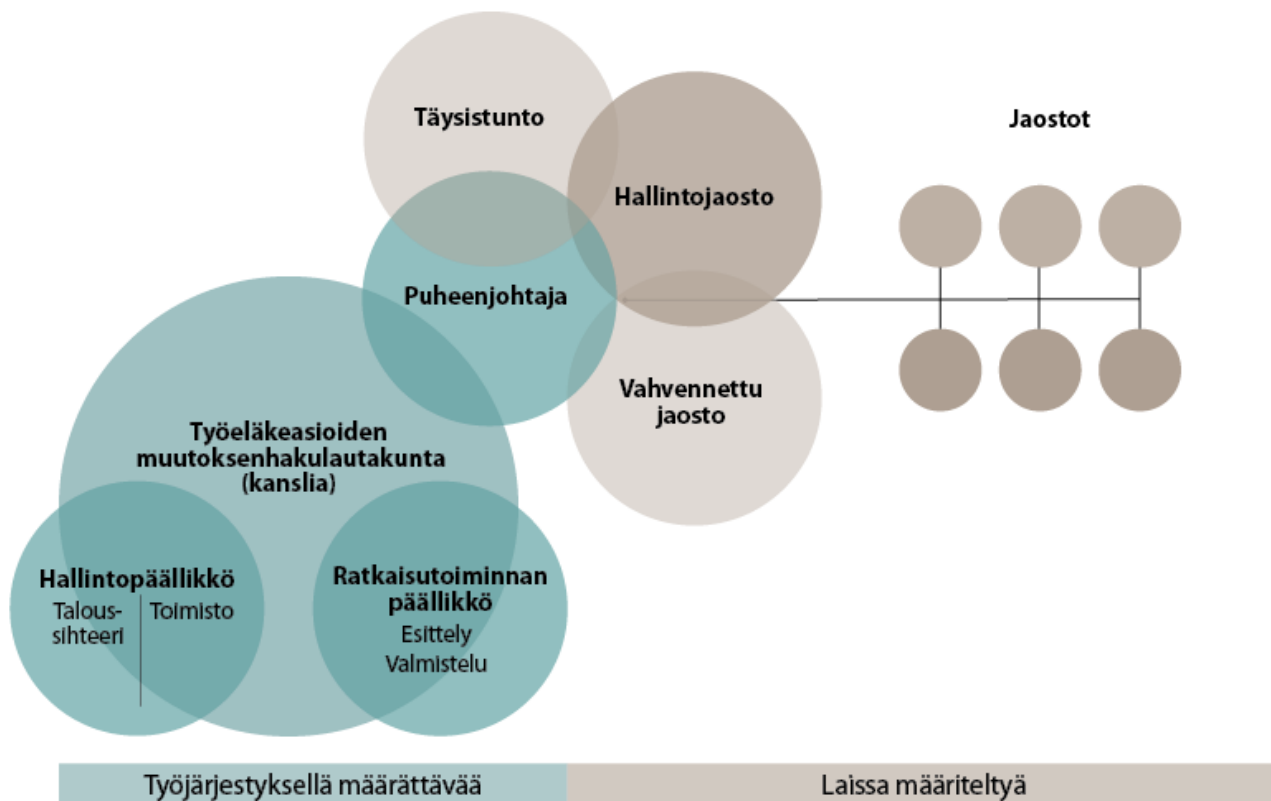 Täysistunto
Jaostot
Hallintojaosto
Puheenjohtaja
Vahvennettu
jaosto
Työeläkeasioiden
muutoksenhakulautakunta
(kanslia)
Hallintopäällikkö
Talous-
sihteeri
Toimisto
Ratkaisutoiminnan
päällikkö
Esittely
Valmistelu
Työjärjestyksellä määrättävää
Laissa määriteltyä